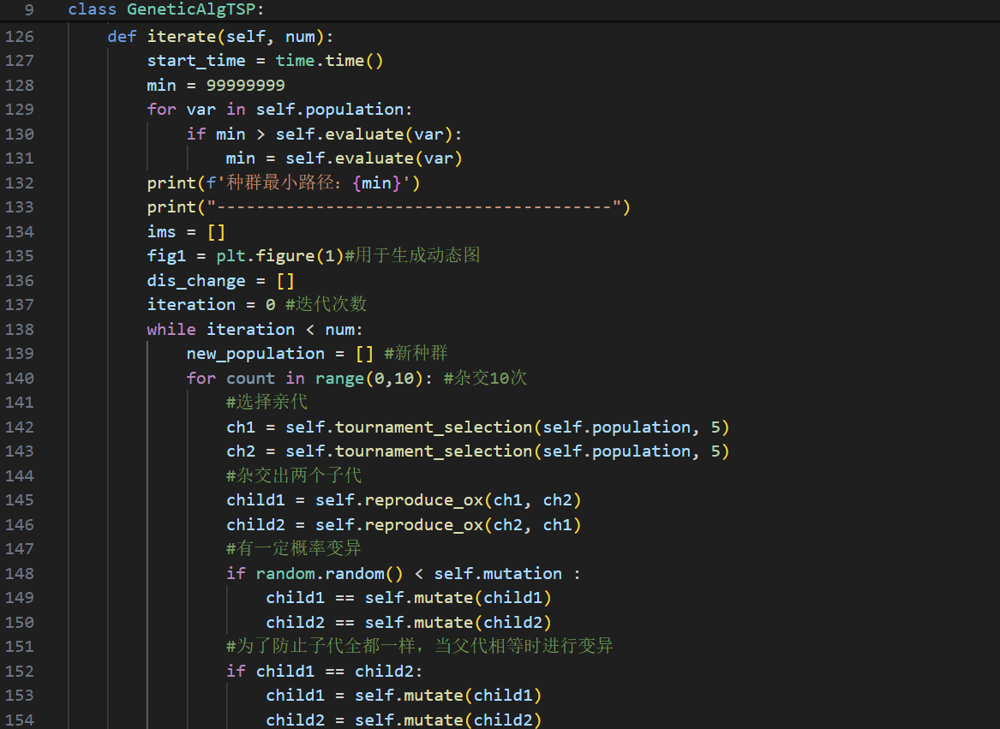 9 class GeneticAlgTSP:
126 def iterate(self, num):
127 start_time = time.time()
128 min = 99999999
129 for var in self.population:
130 if min > self.evaluate(var):
131 min = self.evaluate(var)
132 print(f'种群最小路径: {min}')
133 print("----------------------------------------")
134 ims = []
135 fig1 = plt.figure(1)#用于生成动态图
136 dis_change = []
137 iteration = 0 #迭代次数
138 while iteration < num:
139 new_population = [] #新种群
140 for count in range(0,10): #杂交10次
141 #选择亲代
142 ch1 = self.tournament_selection(self.population, 5)
143 ch2 = self.tournament_selection(self.population, 5)
144 #杂交出两个子代
145 child1 = self.reproduce_ox(ch1, ch2)
146 child2 = self.reproduce_ox(ch2, ch1)
147 #有一定概率变异
148 if random.random() < self.mutation :
149 child1 == self.mutate(child1)
150 child2 == self.mutate(child2)
151 #为了防止子代全都一样，当父代相等时进行变异
152 if child1 == child2:
153 child1 = self.mutate(child1)
154 child2 = self.mutate(child2)